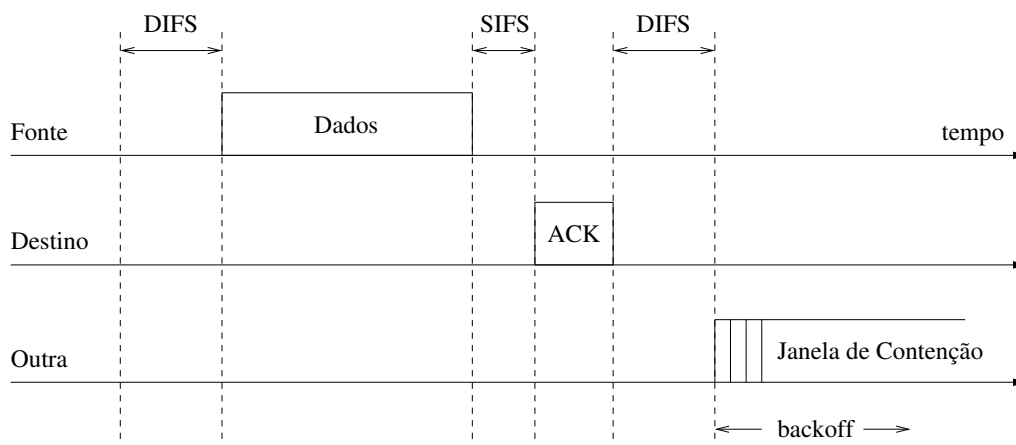 DIFS
SIFS
DIFS
Dados
Fonte
tempo
ACK
Destino
Janela de Contenção
Outra
backoff